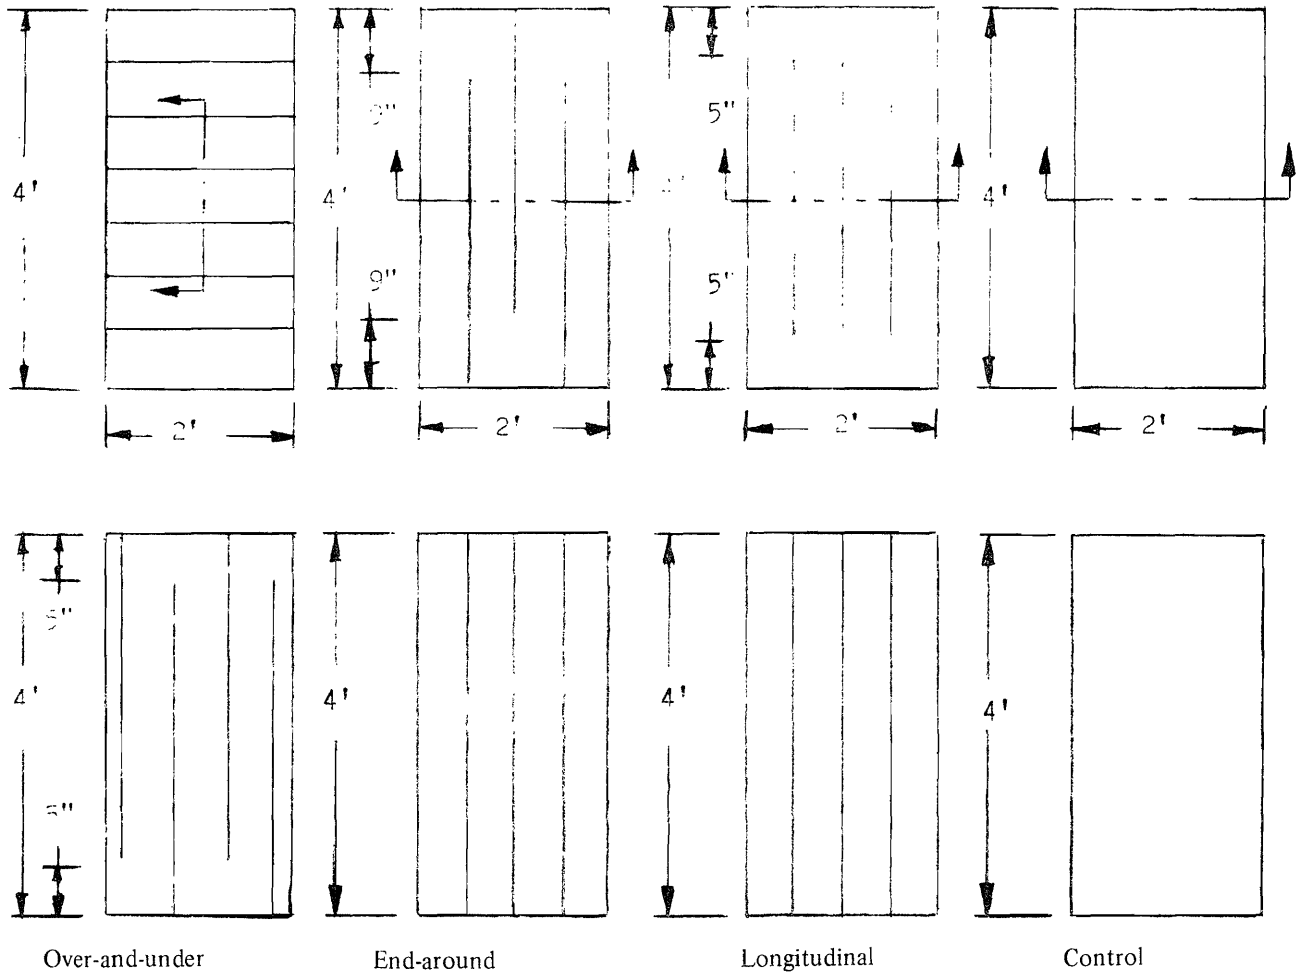 4' 9" 4' 5" 4'
4'
9" 5"
2' 2' 2' 2'
4' 4' 4' 4'
Over-and-under End-around Longitudinal Control